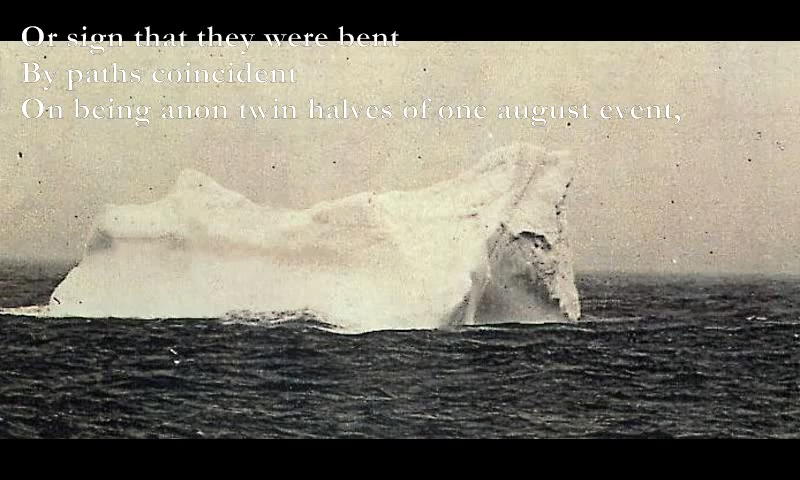 Or sign that they were bent
By paths coincident
On being anon twin halves of one august event,